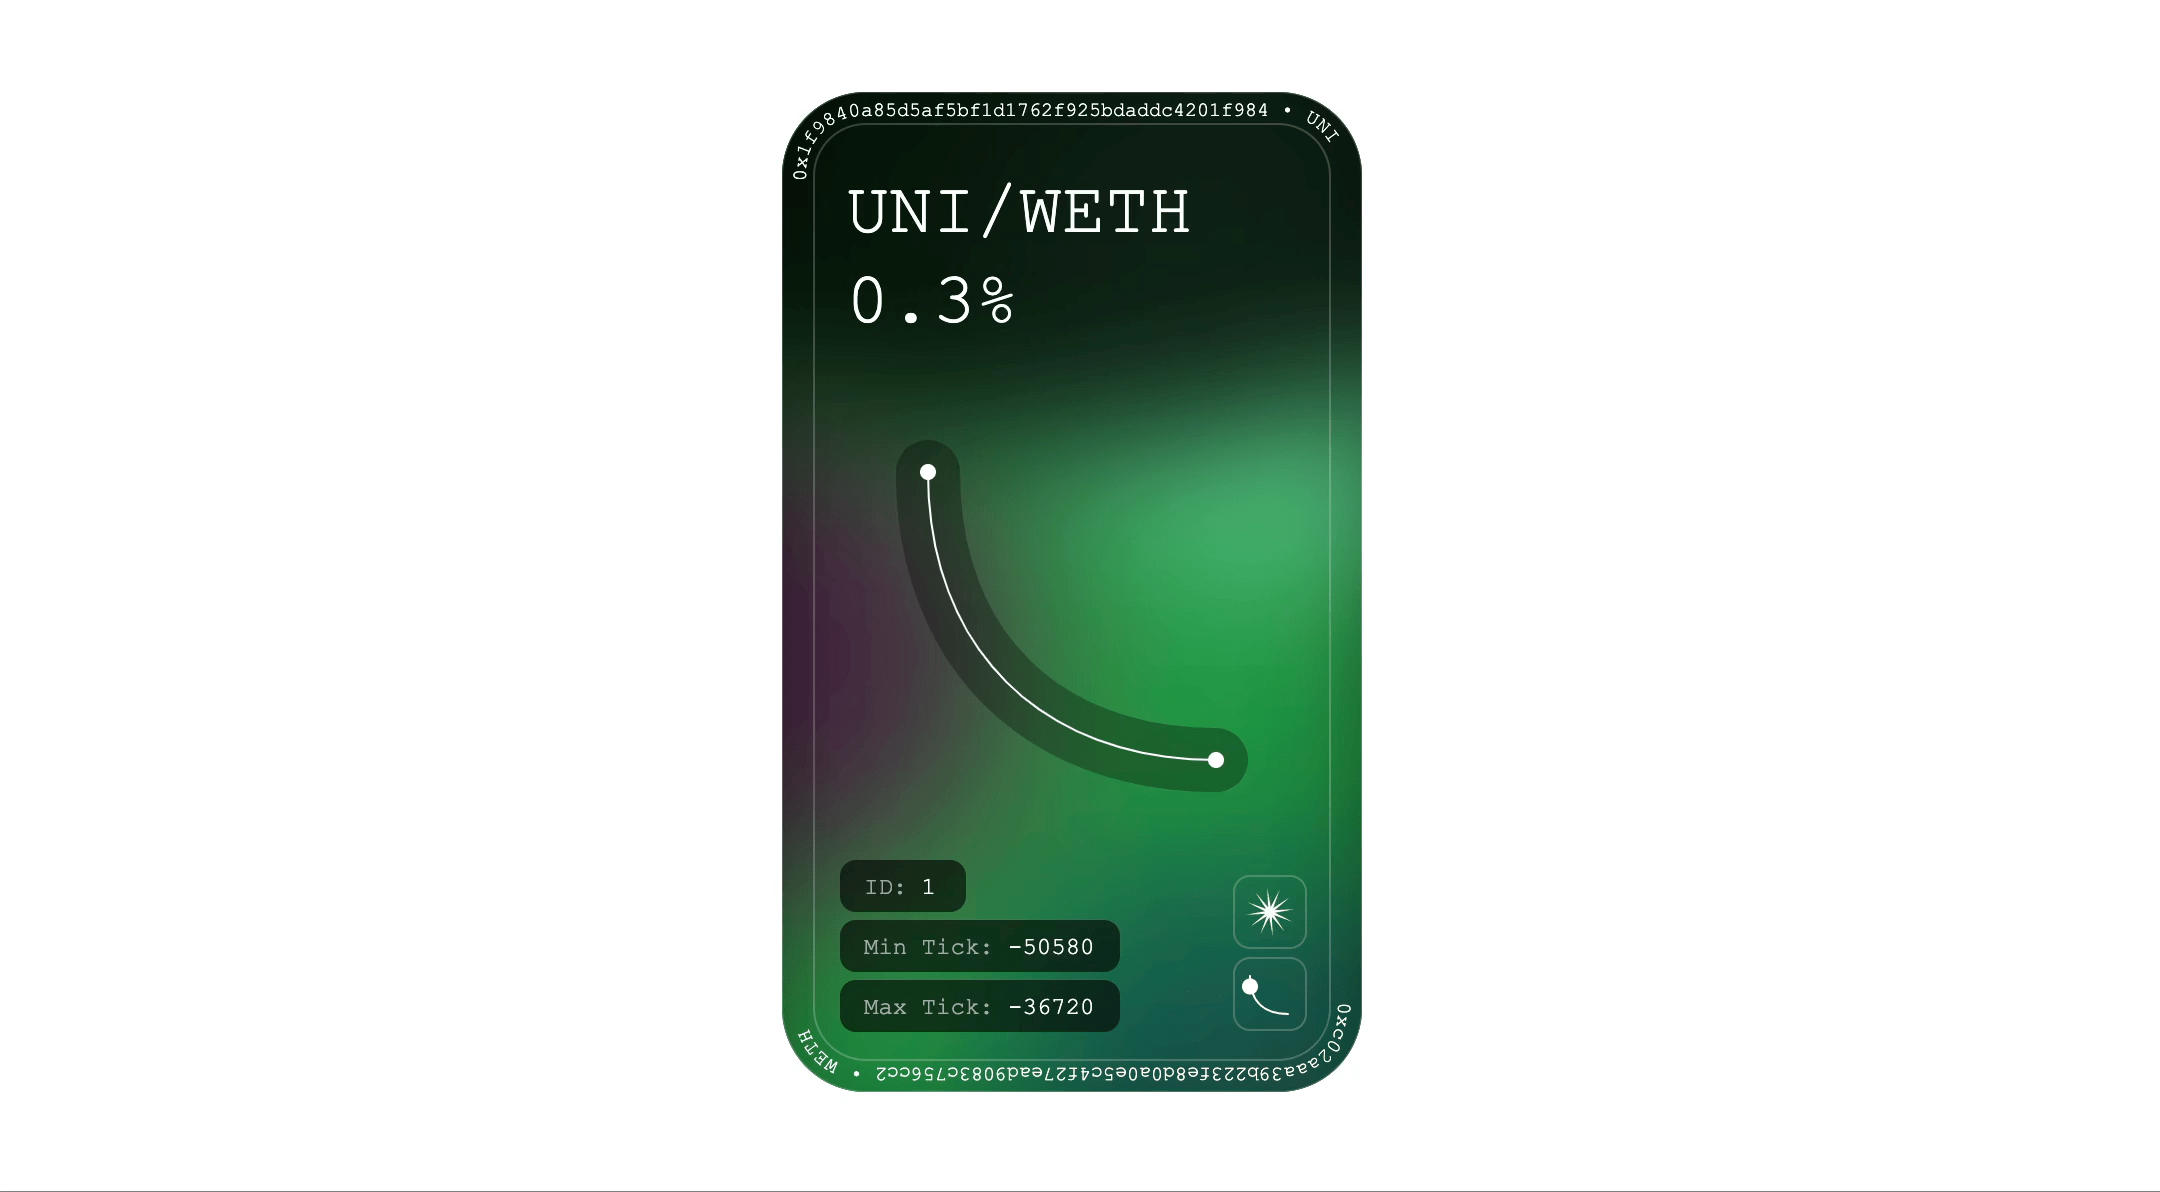 0x1f9840a85d5af5bf1d1762f925bdaddc4201f984 • UNI
UNI/WETH
0.3%
ID: 1
Min Tick: -50580
Max Tick: -36720
0xc02aaa39b223fe8d0a0e5c4f27ead9083c756cc2 • WETH